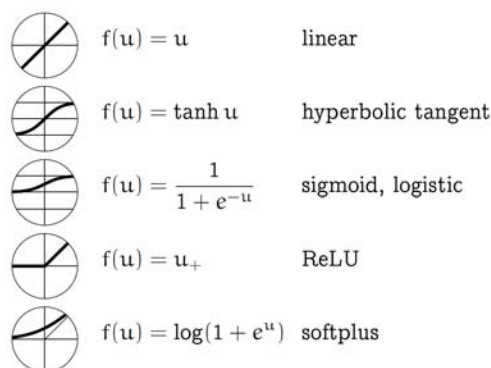 f(u) = u linear
f(u) = tanh u hyperbolic tangent
f(u) = 1 / (1 + e^{-u}) sigmoid, logistic
f(u) = u₊ ReLU
f(u) = log(1 + e^u) softplus